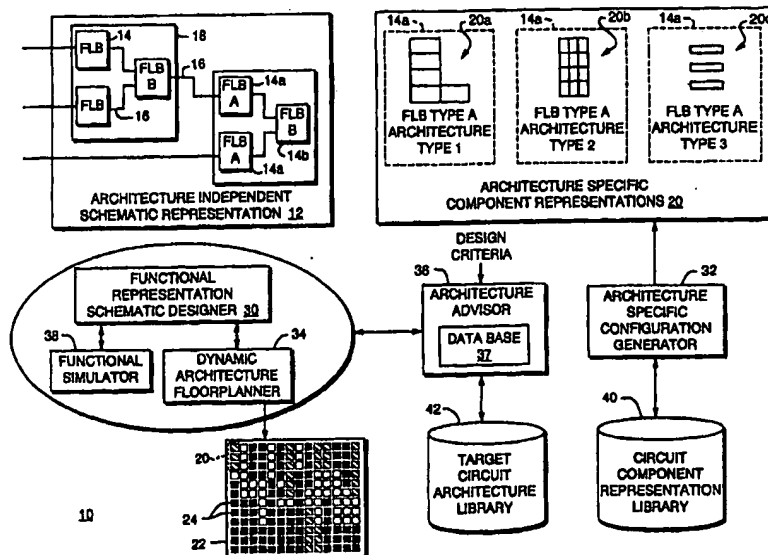 14
18
FLB
FLB
B
16
14a
FLB
16
FLB
A
FLB
B
FLB
A
14b
14a
ARCHITECTURE INDEPENDENT
SCHEMATIC REPRESENTATION 12
14a
20a
14a
20b
14a
20c
FLB TYPE A
ARCHITECTURE
TYPE 1
FLB TYPE A
ARCHITECTURE
TYPE 2
FLB TYPE A
ARCHITECTURE
TYPE 3
ARCHITECTURE SPECIFIC
COMPONENT REPRESENTATIONS 20
FUNCTIONAL
REPRESENTATION
SCHEMATIC DESIGNER 30
38
FUNCTIONAL
SIMULATOR
34
DYNAMIC
ARCHITECTURE
FLOORPLANNER
DESIGN
CRITERIA
36
ARCHITECTURE
ADVISOR
DATA BASE
37
32
ARCHITECTURE
SPECIFIC
CONFIGURATION
GENERATOR
42
TARGET
CIRCUIT
ARCHITECTURE
LIBRARY
40
CIRCUIT
COMPONENT
REPRESENTATION
LIBRARY
20
24
22
10